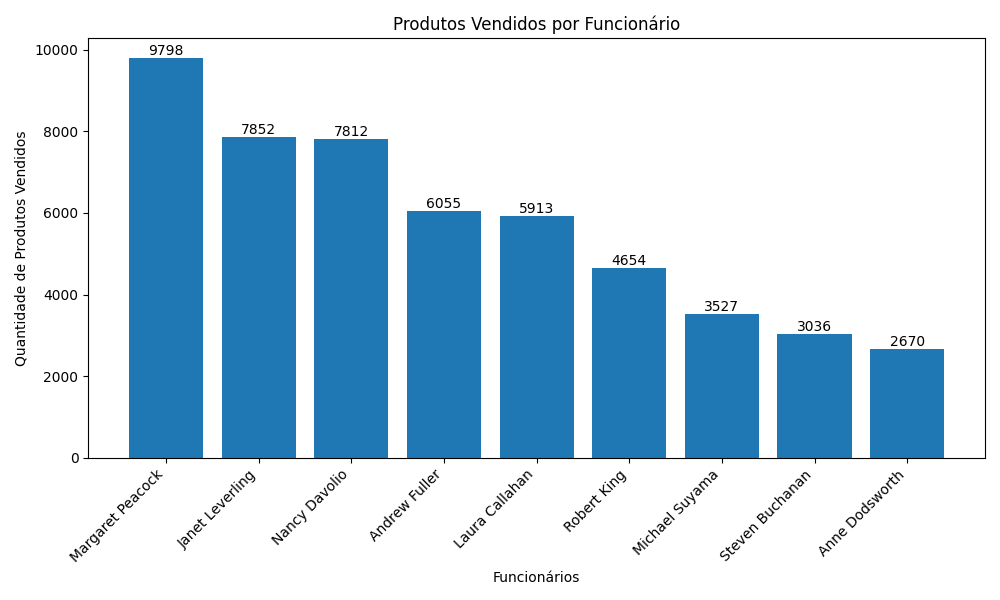 Produtos Vendidos por Funcionário
Quantidade de Produtos Vendidos
10000
8000
6000
4000
2000
0
9798
7852
7812
6055
5913
4654
3527
3036
2670
Margaret Peacock
Janet Leverling
Nancy Davolio
Andrew Fuller
Laura Callahan
Robert King
Michael Suyama
Steven Buchanan
Anne Dodsworth
Funcionários